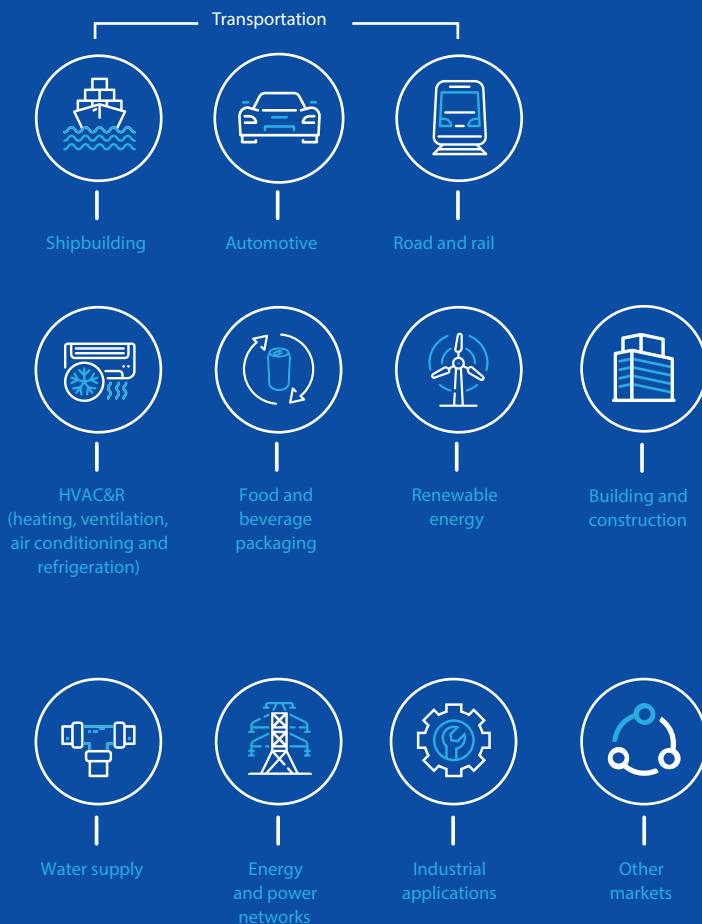 Transportation
Shipbuilding
Automotive
Road and rail
HVAC&R
(heating, ventilation,
air conditioning and
refrigeration)
Food and
beverage
packaging
Renewable
energy
Building and
construction
Water supply
Energy
and power
networks
Industrial
applications
Other
markets